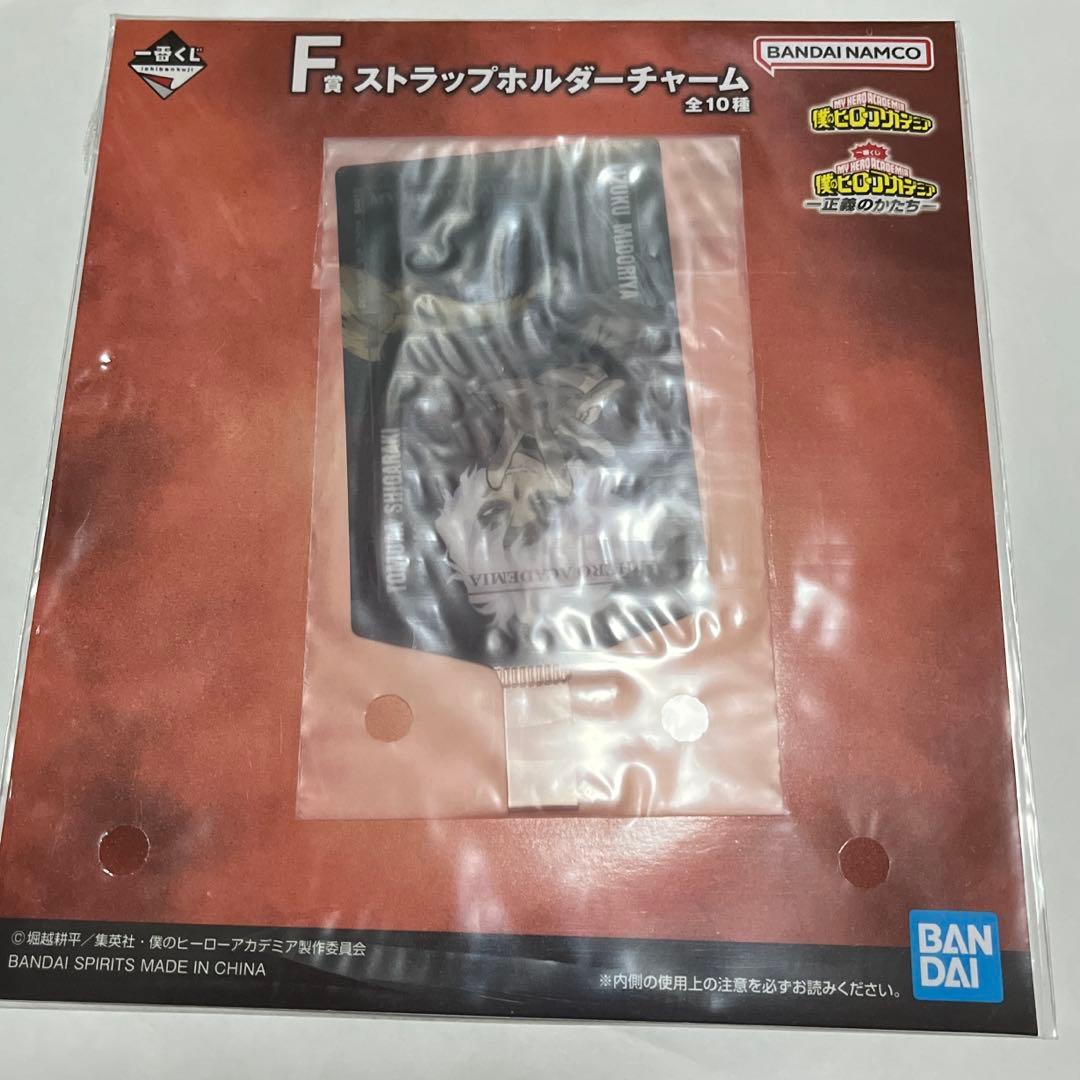 一番くじ
ichibankuji
F賞 ストラップホルダーチャーム
全10種
BANDAI NAMCO
MY HERO ACADEMIA
僕のヒーローアカデミア
一番くじ
MY HERO ACADEMIA
僕のヒーローアカデミア
―正義のかたち―
IZUKU MIDORIYA
TOMURA SHIGARAKI
MY HERO ACADEMIA
© 堀越耕平／集英社・僕のヒーローアカデミア製作委員会
BANDAI SPIRITS MADE IN CHINA
※内側の使用上の注意を必ずお読みください。
BAN
DAI